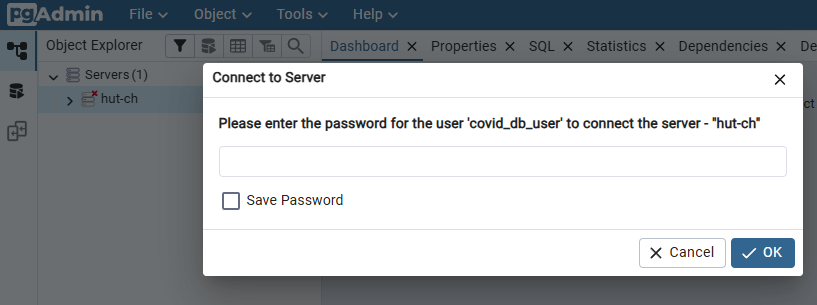 pgAdmin File Object Tools Help
Object Explorer Dashboard Properties SQL Statistics Dependencies De
Servers (1)
Connect to Server
hut-ch
ct
Please enter the password for the user 'covid_db_user' to connect the server - "hut-ch"
Save Password
Cancel OK